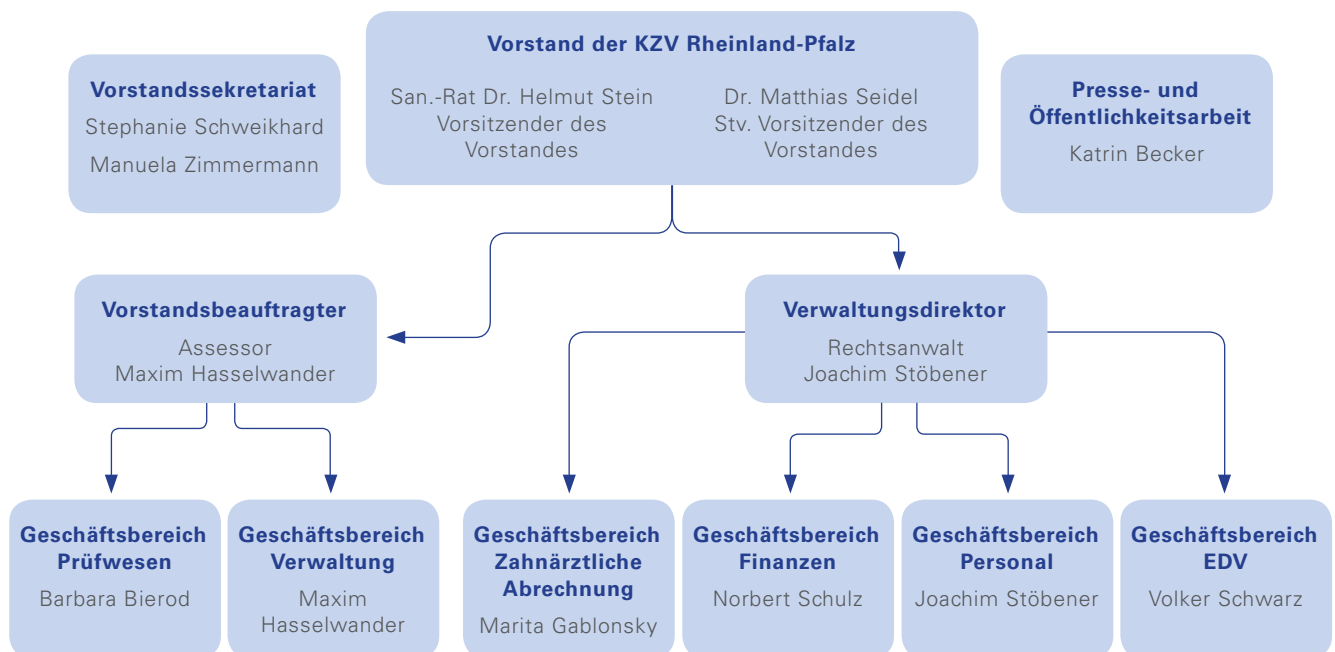 Vorstand der KZV Rheinland-Pfalz
San.-Rat Dr. Helmut Stein
Vorsitzender des
Vorstandes
Dr. Matthias Seidel
Stv. Vorsitzender des
Vorstandes
Vorstandssekretariat
Stephanie Schweikhard
Manuela Zimmermann
Presse- und
Öffentlichkeitsarbeit
Katrin Becker
Vorstandsbeauftragter
Assessor
Maxim Hasselwander
Verwaltungsdirektor
Rechtsanwalt
Joachim Stöbener
Geschäftsbereich
Prüfwesen
Barbara Bierod
Geschäftsbereich
Verwaltung
Maxim
Hasselwander
Geschäftsbereich
Zahnärztliche
Abrechnung
Marita Gablonsky
Geschäftsbereich
Finanzen
Norbert Schulz
Geschäftsbereich
Personal
Joachim Stöbener
Geschäftsbereich
EDV
Volker Schwarz